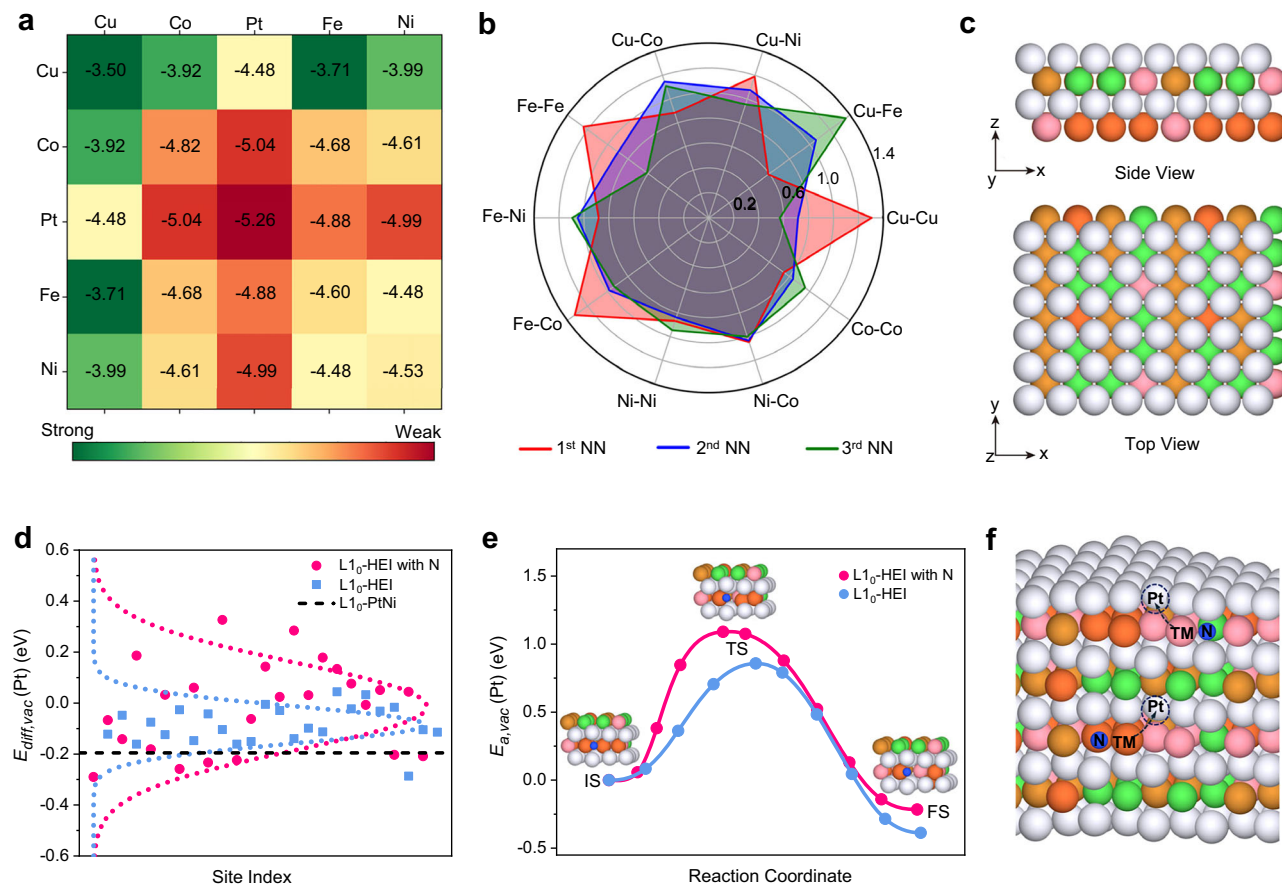 a
Cu Co Pt Fe Ni
Cu -3.50 -3.92 -4.48 -3.71 -3.99
Co -3.92 -4.82 -5.04 -4.68 -4.61
Pt -4.48 -5.04 -5.26 -4.88 -4.99
Fe -3.71 -4.68 -4.88 -4.60 -4.48
Ni -3.99 -4.61 -4.99 -4.48 -4.53
Strong Weak
b
Cu-Co Cu-Ni
Fe-Fe Cu-Fe
1.4
1.0
0.6
0.2
Fe-Ni Cu-Cu
Fe-Co Co-Co
Ni-Ni Ni-Co
1st NN 2nd NN 3rd NN
c
z
y x
Side View
y
z x
Top View
d
0.6
0.4
0.2
0.0
-0.2
-0.4
-0.6
Ediff,vac (Pt) (eV)
L10-HEI with N
L10-HEI
L10-PtNi
Site Index
e
1.5
1.0
0.5
0.0
-0.5
Ea,vac (Pt) (eV)
L10-HEI with N
L10-HEI
TS
IS
FS
Reaction Coordinate
f
Pt
TM N
Pt
N TM